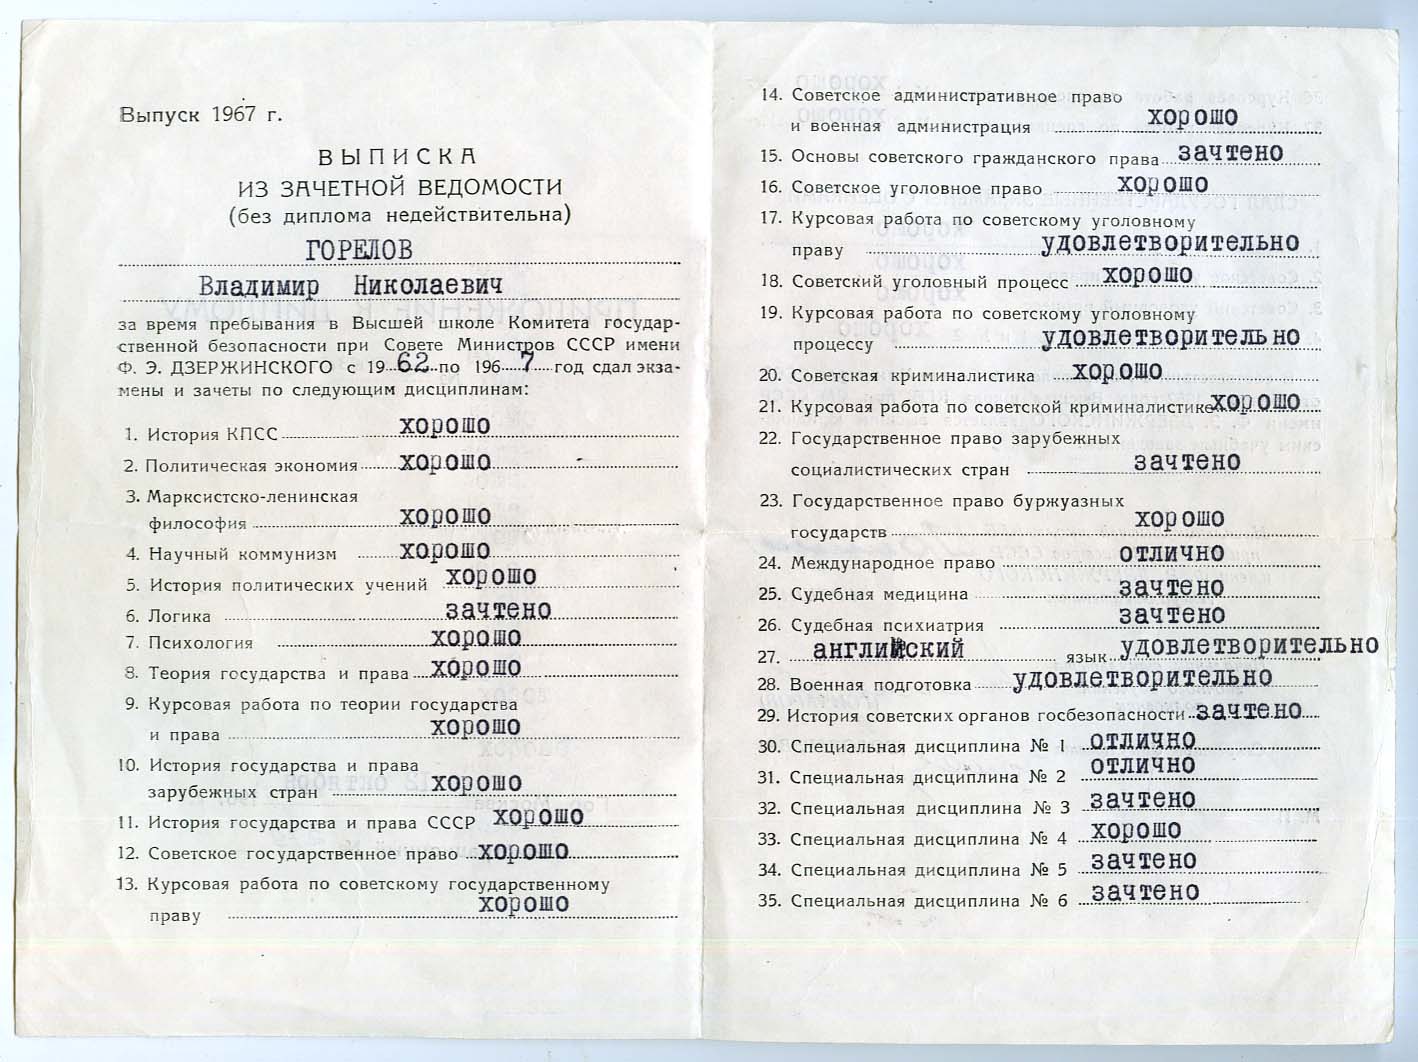 Выпуск 1967 г.
ВЫПИСКА
ИЗ ЗАЧЕТНОЙ ВЕДОМОСТИ
(без диплома недействительна)
ГОРЕЛОВ
Владимир Николаевич
за время пребывания в Высшей школе Комитета государ-
ственной безопасности при Совете Министров СССР имени
Ф. Э. ДЗЕРЖИНСКОГО с 1962 по 1967 год сдал экза-
мены и зачеты по следующим дисциплинам:
1. История КПСС хорошо
2. Политическая экономия хорошо
3. Марксистско-ленинская
философия хорошо
4. Научный коммунизм хорошо
5. История политических учений хорошо
6. Логика зачтено
7. Психология хорошо
8. Теория государства и права хорошо
9. Курсовая работа по теории государства
и права хорошо
10. История государства и права
зарубежных стран хорошо
11. История государства и права СССР хорошо
12. Советское государственное право хорошо
13. Курсовая работа по советскому государственному
праву хорошо
14. Советское административное право
и военная администрация хорошо
15. Основы советского гражданского права зачтено
16. Советское уголовное право хорошо
17. Курсовая работа по советскому уголовному
праву удовлетворительно
18. Советский уголовный процесс хорошо
19. Курсовая работа по советскому уголовному
процессу удовлетворительно
20. Советская криминалистика хорошо
21. Курсовая работа по советской криминалистике хорошо
22. Государственное право зарубежных
социалистических стран зачтено
23. Государственное право буржуазных
государств хорошо
24. Международное право отлично
25. Судебная медицина зачтено
26. Судебная психиатрия зачтено
27. английский язык удовлетворительно
28. Военная подготовка удовлетворительно
29. История советских органов госбезопасности зачтено
30. Специальная дисциплина № 1 отлично
31. Специальная дисциплина № 2 отлично
32. Специальная дисциплина № 3 зачтено
33. Специальная дисциплина № 4 хорошо
34. Специальная дисциплина № 5 зачтено
35. Специальная дисциплина № 6 зачтено